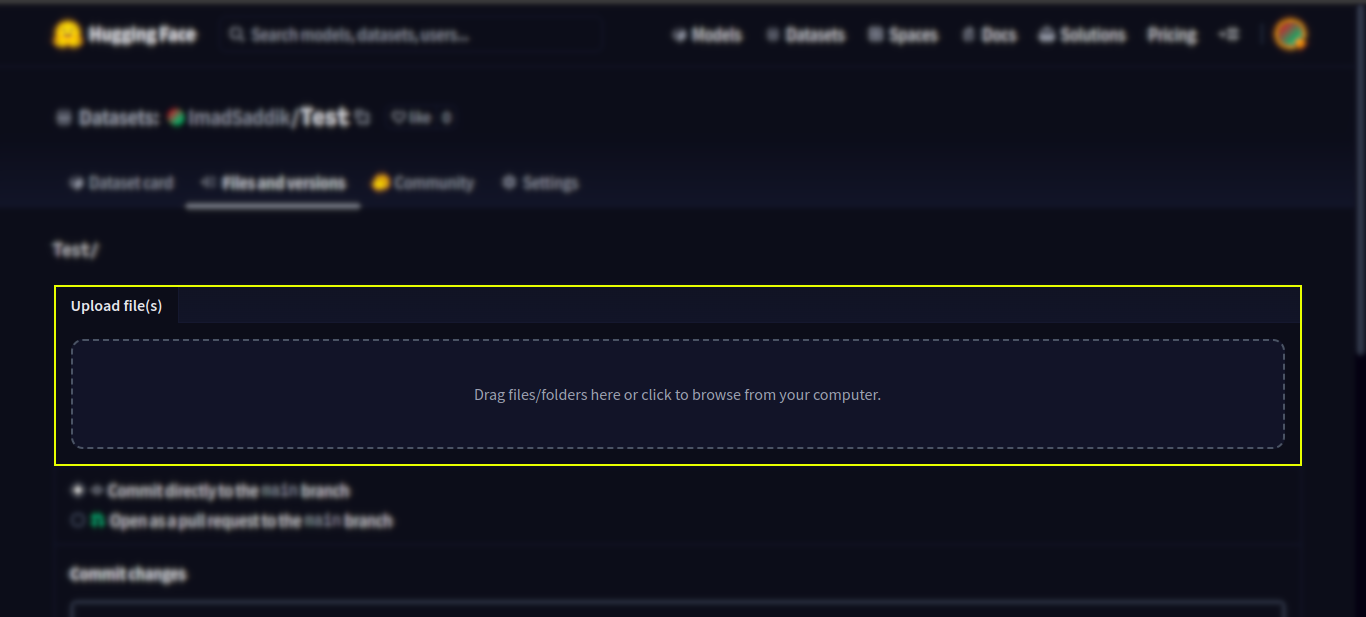 Hugging Face
Search models, datasets, users...
Models
Datasets
Spaces
Docs
Solutions
Pricing
Datasets: ImadSaddik/Test like 0
Dataset card
Files and versions
Community
Settings
Test/
Upload file(s)
Drag files/folders here or click to browse from your computer.
Commit directly to the main branch
Open as a pull request to the main branch
Commit changes